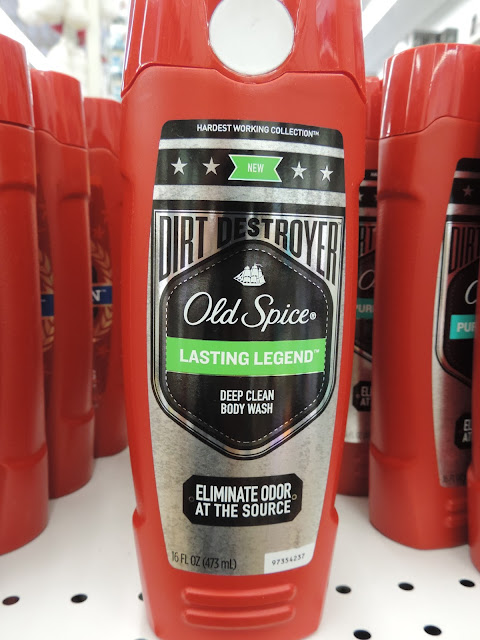 HARDEST WORKING COLLECTION™
NEW
DIRT DESTROYER
Old Spice®
LASTING LEGEND™
DEEP CLEAN
BODY WASH
ELIMINATE ODOR
AT THE SOURCE
16 FL OZ (473 mL)
97354237